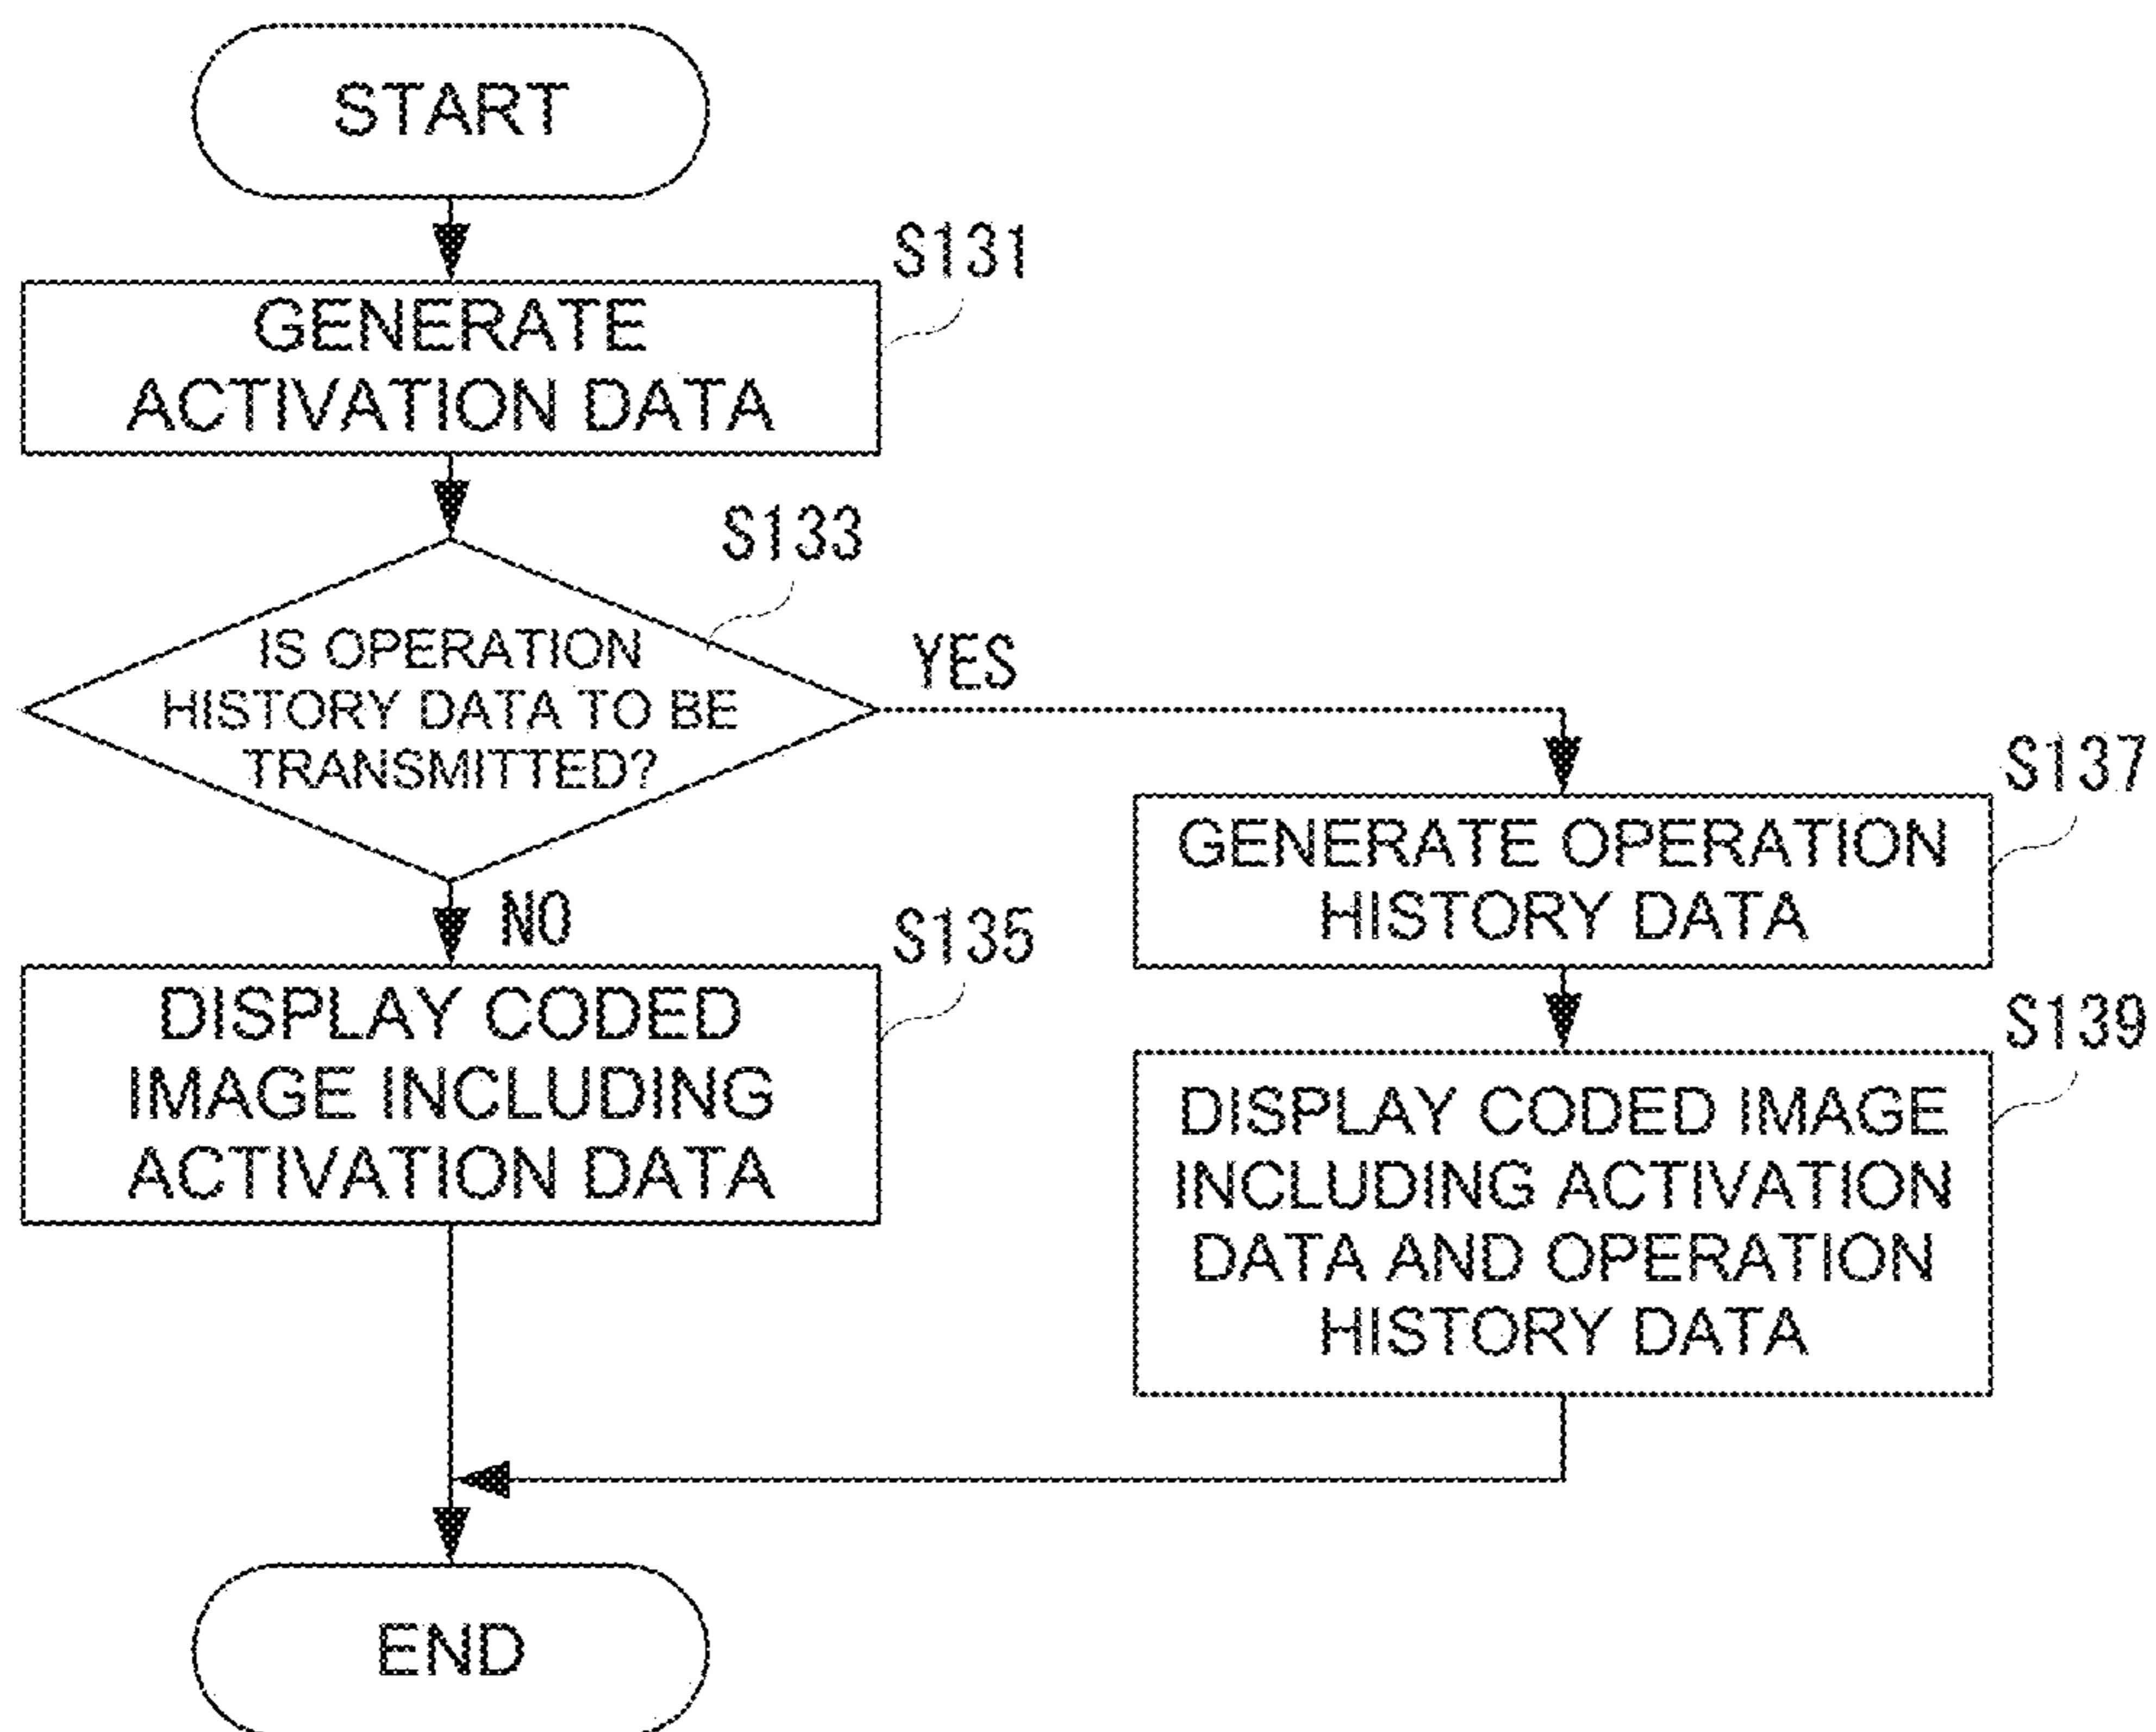 START
S131
GENERATE
ACTIVATION DATA
S133
IS OPERATION
HISTORY DATA TO BE
TRANSMITTED?
YES
NO
S135
DISPLAY CODED
IMAGE INCLUDING
ACTIVATION DATA
S137
GENERATE OPERATION
HISTORY DATA
S139
DISPLAY CODED IMAGE
INCLUDING ACTIVATION
DATA AND OPERATION
HISTORY DATA
END